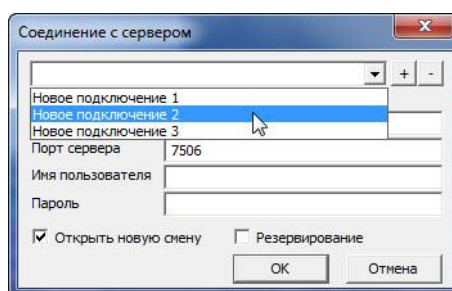 Соединение с сервером
+ -
Новое подключение 1
Новое подключение 2
Новое подключение 3
Порт сервера 7506
Имя пользователя
Пароль
Открыть новую смену Резервирование
OK Отмена